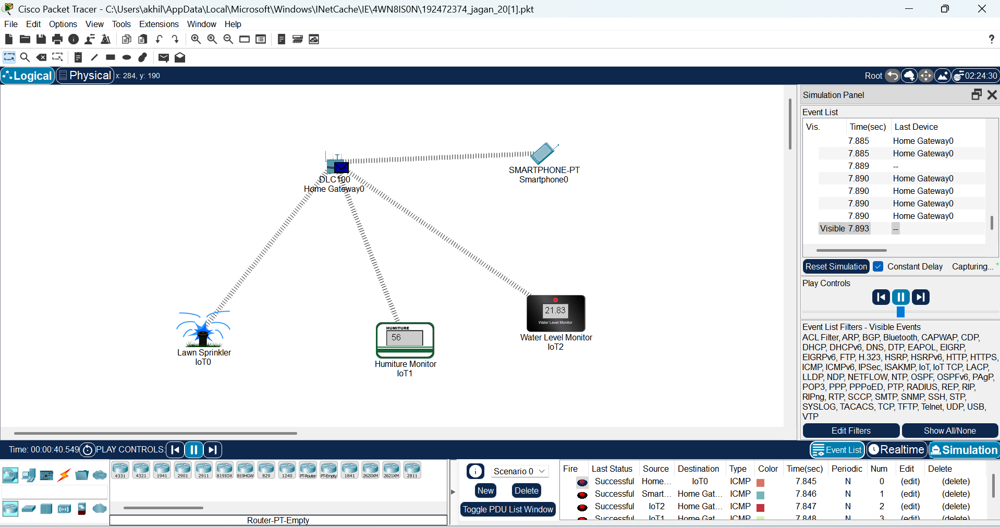 Cisco Packet Tracer - C:\Users\akhil\AppData\Local\Microsoft\Windows\INetCache\IE\4WN8IS0N\192472374_jagan_20[1].pkt
File Edit Options View Tools Extensions Window Help
?
Logical Physical x: 284, y: 190 Root 02:24:30
Simulation Panel
Event List
Vis. Time(sec) Last Device
7.885 Home Gateway0
7.885 Home Gateway0
7.889 --
7.890 Home Gateway0
7.890 Home Gateway0
7.890 Home Gateway0
7.890 Home Gateway0
Visible 7.893 --
Reset Simulation Constant Delay Capturing... *
Play Controls
Event List Filters - Visible Events
ACL Filter, ARP, BGP, Bluetooth, CAPWAP, CDP,
DHCP, DHCPv6, DNS, DTP, EAPOL, EIGRP,
EIGRPv6, FTP, H.323, HSRP, HSRPv6, HTTP, HTTPS,
ICMP, ICMPv6, IPSec, ISAKMP, IoT, IoT TCP, LACP,
LLDP, NDP, NETFLOW, NTP, OSPF, OSPFv6, PAgP,
POP3, PPP, PPPoED, PTP, RADIUS, REP, RIP,
RIPng, RTP, SCCP, SMTP, SNMP, SSH, STP,
SYSLOG, TACACS, TCP, TFTP, Telnet, UDP, USB,
VTP
Edit Filters Show All/None
DLC100
Home Gateway0
SMARTPHONE-PT
Smartphone0
Lawn Sprinkler
IoT0
HUMITURE
56
Humiture Monitor
IoT1
21.83
Water Level Monitor
Water Level Monitor
IoT2
Time: 00:00:40.549 PLAY CONTROLS: Event List Realtime Simulation
4331 4321 1941 2901 2911 819IOX 819HGW 829 1240 PT-Router PT-Empty 1841 2620XM 2621XM 2811
Router-PT-Empty
Scenario 0
New Delete
Toggle PDU List Window
Fire Last Status Source Destination Type Color Time(sec) Periodic Num Edit Delete
Successful Home... IoT0 ICMP 7.845 N 0 (edit) (delete)
Successful Smart... Home Gat... ICMP 7.846 N 1 (edit) (delete)
Successful IoT2 Home Gat... ICMP 7.847 N 2 (edit) (delete)
Successful IoT1 Home Gat... ICMP 7.848 N 3 (edit) (delete)